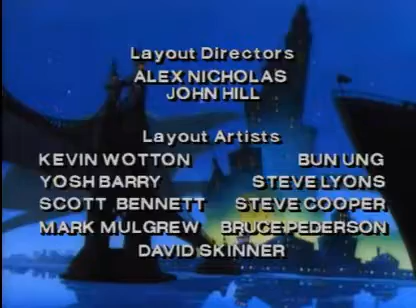 Layout Directors
ALEX NICHOLAS
JOHN HILL
Layout Artists
KEVIN WOTTON BUN UNG
YOSH BARRY STEVE LYONS
SCOTT BENNETT STEVE COOPER
MARK MULGREW BRUCE PEDERSON
DAVID SKINNER